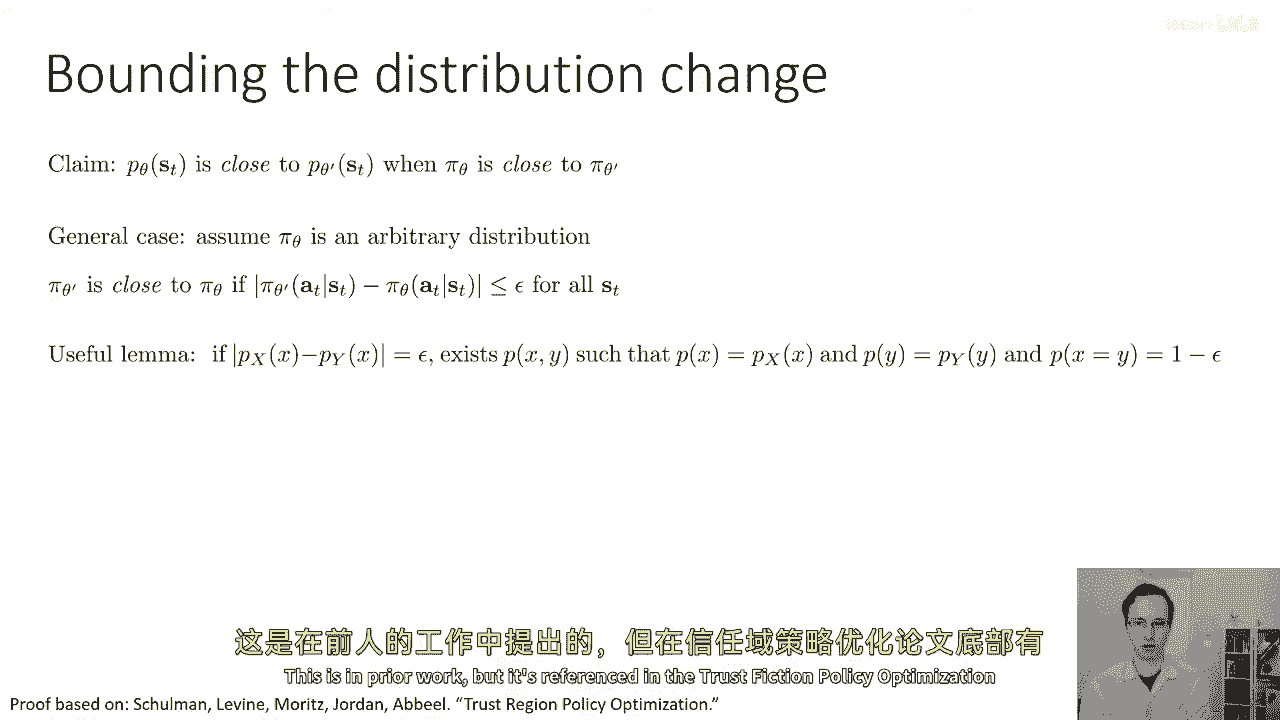 Bounding the distribution change
Claim: $p_\theta(\mathbf{s}_t)$ is close to $p_{\theta'}(\mathbf{s}_t)$ when $\pi_\theta$ is close to $\pi_{\theta'}$
General case: assume $\pi_\theta$ is an arbitrary distribution
$\pi_{\theta'}$ is close to $\pi_\theta$ if $|\pi_{\theta'}(\mathbf{a}_t|\mathbf{s}_t) - \pi_\theta(\mathbf{a}_t|\mathbf{s}_t)| \leq \epsilon$ for all $\mathbf{s}_t$
Useful lemma: if $|p_X(x) - p_Y(x)| = \epsilon$, exists $p(x, y)$ such that $p(x) = p_X(x)$ and $p(y) = p_Y(y)$ and $p(x = y) = 1 - \epsilon$
这是在前人的工作中提出的，但在信任域策略优化论文底部有
This is in prior work, but it's referenced in the Trust Fiction Policy Optimization
Proof based on: Schulman, Levine, Moritz, Jordan, Abbeel. “Trust Region Policy Optimization.”